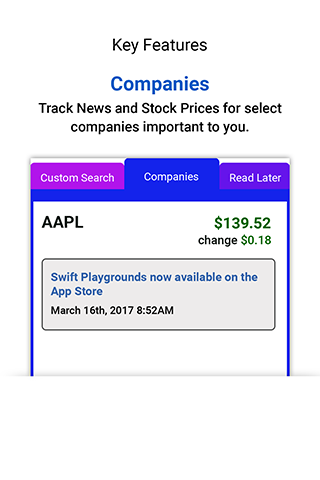 Key Features
Companies
Track News and Stock Prices for select
companies important to you.
Custom Search
Companies
Read Later
AAPL
$139.52
change $0.18
Swift Playgrounds now available on the
App Store
March 16th, 2017 8:52AM